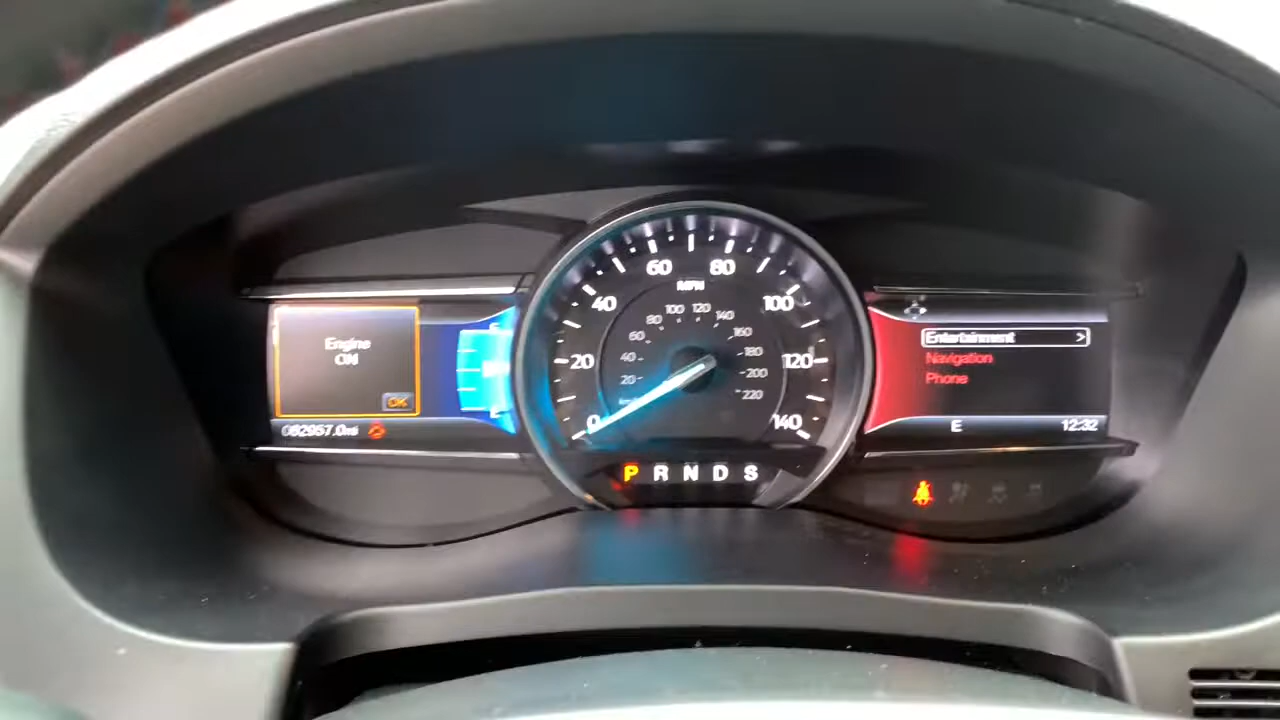 60 80
MPH
40 100
100 120
80 140
60 160
40 180
20 120
20 200
220
0 140
P R N D S
Engine
ON
OK
082957.0mi
Entertainment >
Navigation
Phone
E 12:32